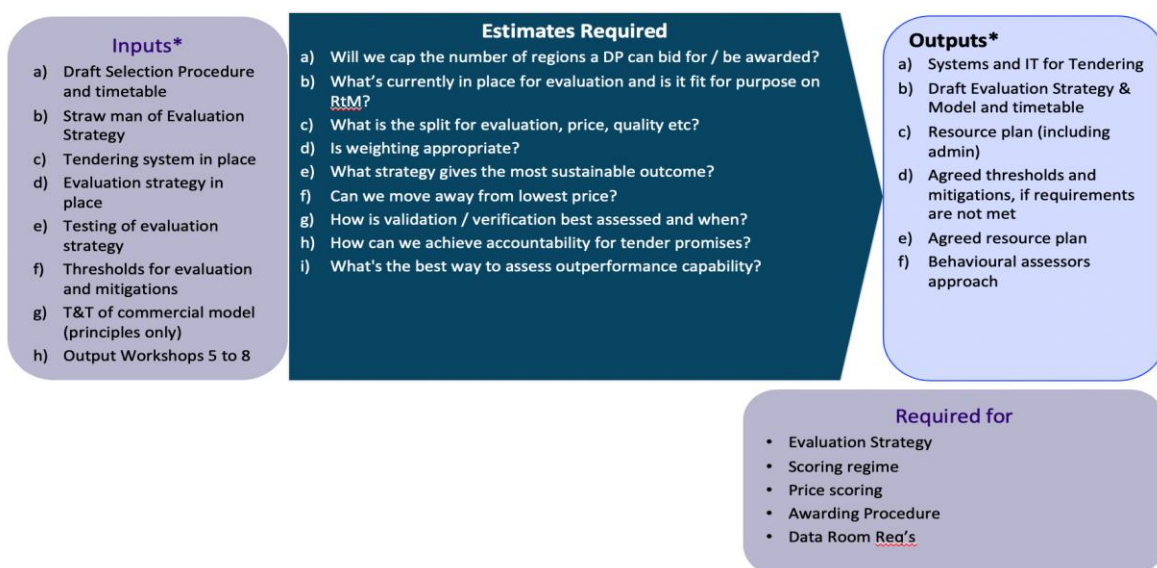 Inputs*
a) Draft Selection Procedure
and timetable
b) Straw man of Evaluation
Strategy
c) Tendering system in place
d) Evaluation strategy in
place
e) Testing of evaluation
strategy
f) Thresholds for evaluation
and mitigations
g) T&T of commercial model
(principles only)
h) Output Workshops 5 to 8
Estimates Required
a) Will we cap the number of regions a DP can bid for / be awarded?
b) What's currently in place for evaluation and is it fit for purpose on
RtM?
c) What is the split for evaluation, price, quality etc?
d) Is weighting appropriate?
e) What strategy gives the most sustainable outcome?
f) Can we move away from lowest price?
g) How is validation / verification best assessed and when?
h) How can we achieve accountability for tender promises?
i) What's the best way to assess outperformance capability?
Outputs*
a) Systems and IT for Tendering
b) Draft Evaluation Strategy &
Model and timetable
c) Resource plan (including
admin)
d) Agreed thresholds and
mitigations, if requirements
are not met
e) Agreed resource plan
f) Behavioural assessors
approach
Required for
• Evaluation Strategy
• Scoring regime
• Price scoring
• Awarding Procedure
• Data Room Req's